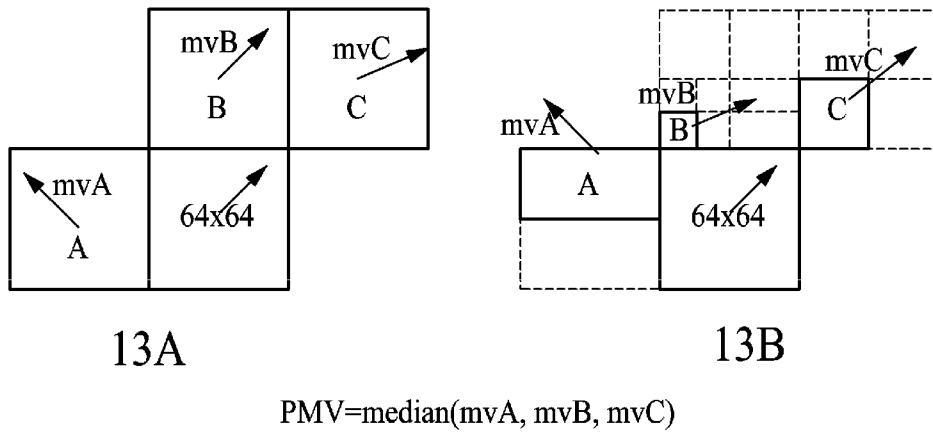 mvB
mvC
B
C
mvA
64x64
A
13A
mvC
mvB
C
mvA
B
A
64x64
13B
PMV=median(mvA, mvB, mvC)